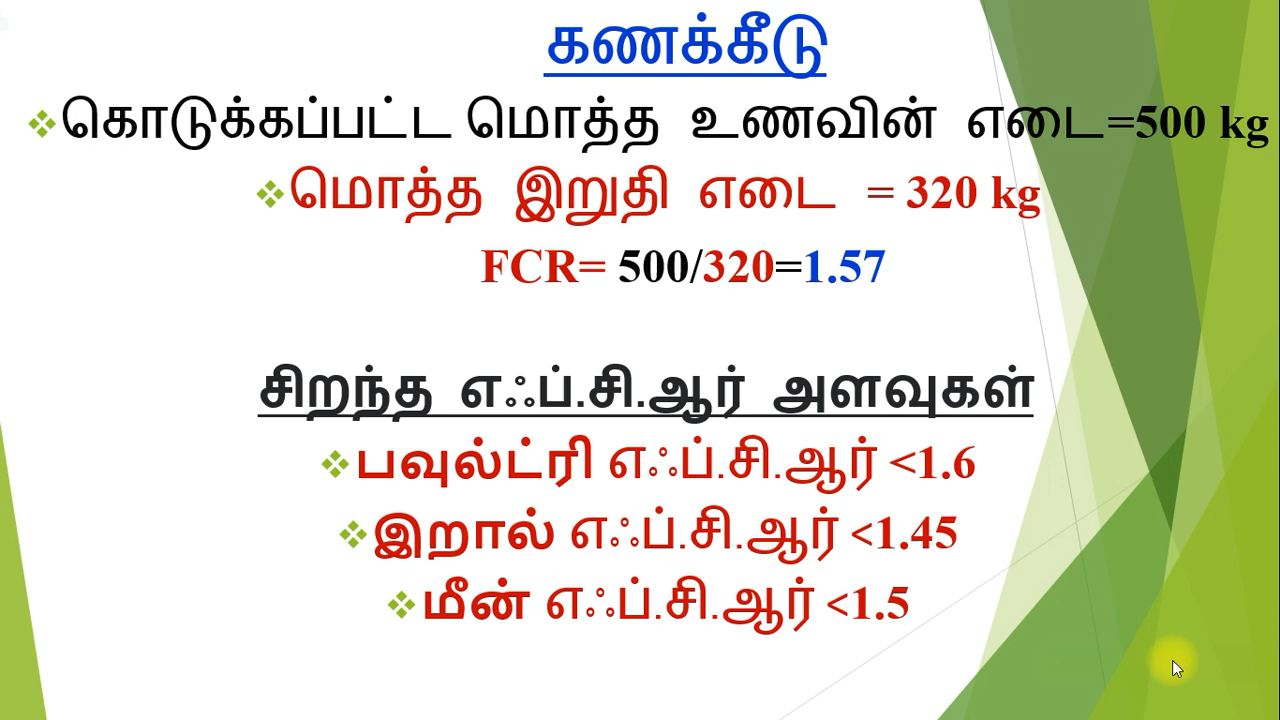 கணக்கீடு
கொடுக்கப்பட்ட மொத்த உணவின் எடை=500 kg
மொத்த இறுதி எடை = 320 kg
FCR= 500/320=1.57
சிறந்த எஃப்.சி.ஆர் அளவுகள்
பவுல்ட்ரி எஃப்.சி.ஆர் <1.6
இறால் எஃப்.சி.ஆர் <1.45
மீன் எஃப்.சி.ஆர் <1.5